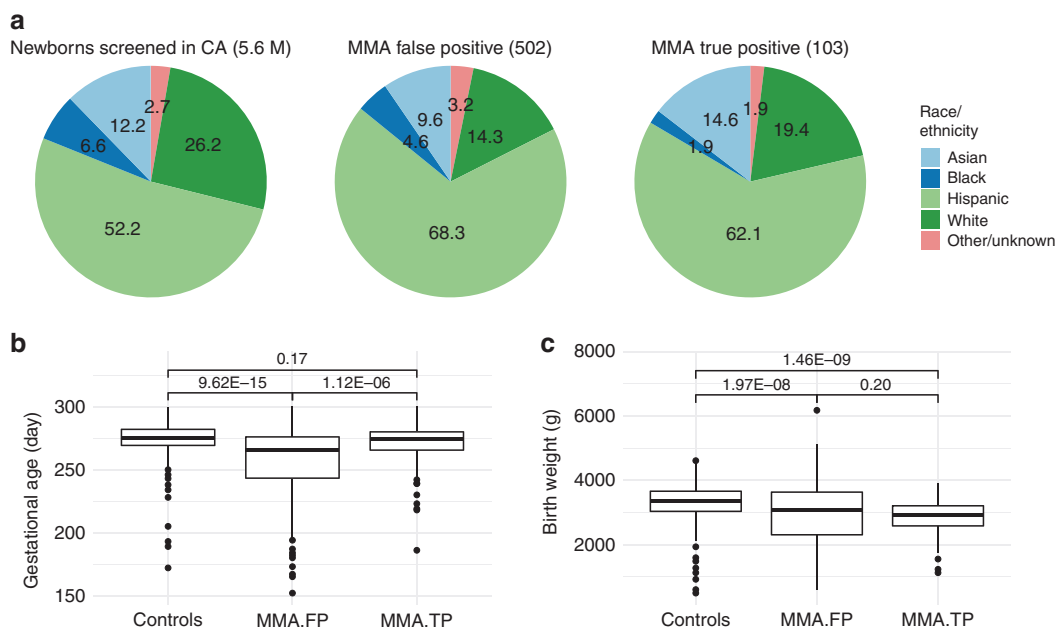 a
Newborns screened in CA (5.6 M)
MMA false positive (502)
MMA true positive (103)
12.2
2.7
26.2
6.6
52.2
9.6
3.2
14.3
4.6
68.3
14.6
1.9
19.4
1.9
62.1
Race/
ethnicity
Asian
Black
Hispanic
White
Other/unknown
b
0.17
9.62E–15
1.12E–06
Gestational age (day)
300
250
200
150
Controls
MMA.FP
MMA.TP
c
1.46E–09
1.97E–08
0.20
Birth weight (g)
8000
6000
4000
2000
Controls
MMA.FP
MMA.TP